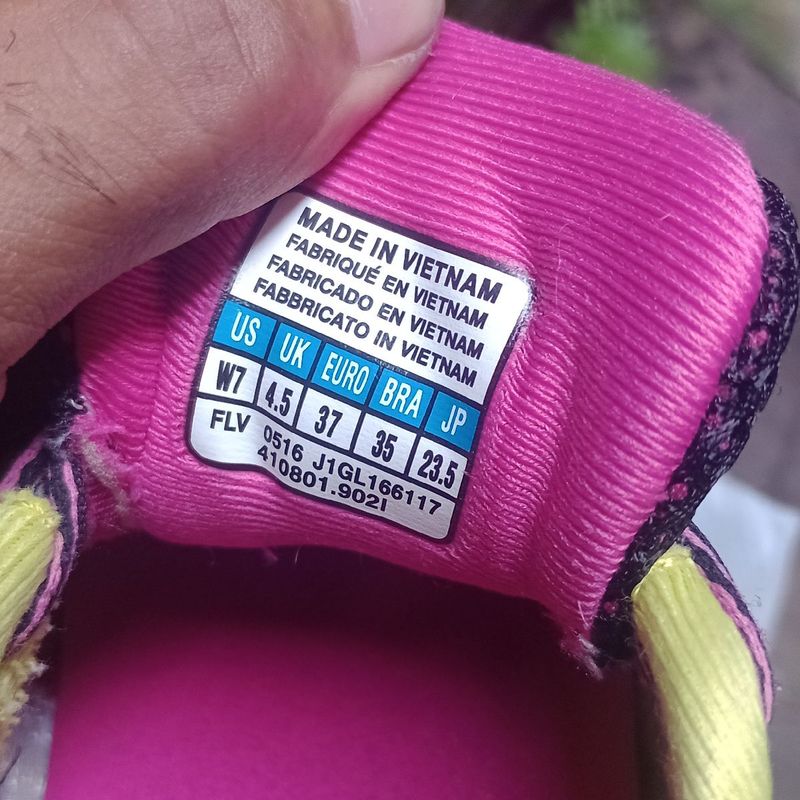 MADE IN VIETNAM
FABRIQUÉ EN VIETNAM
FABRICADO EN VIETNAM
FABBRICATO IN VIETNAM
US UK EURO BRA JP
W7 4.5 37 35 23.5
FLV 0516 J1GL166117
410801.902I